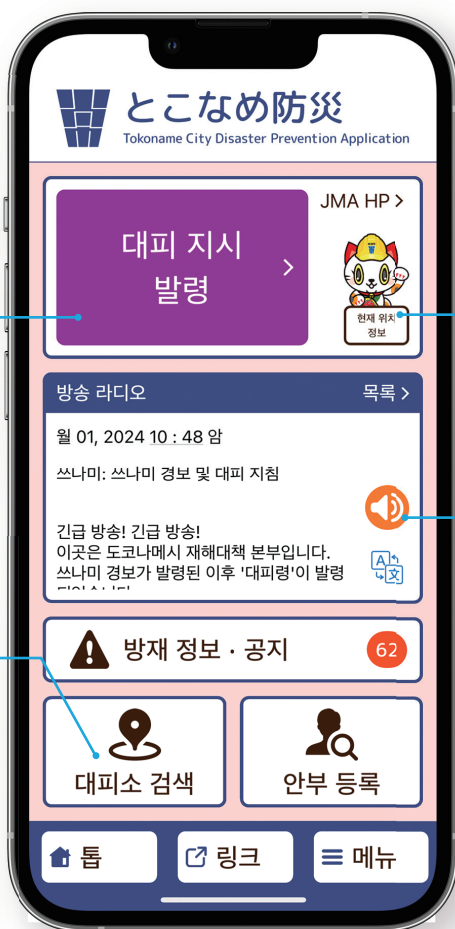 とこなめ防災
Tokoname City Disaster Prevention Application
대피 지시
발령
JMA HP
현재 위치
정보
방송 라디오
목록
월 01, 2024 10 : 48 암
쓰나미: 쓰나미 경보 및 대피 지침
긴급 방송! 긴급 방송!
이곳은 도코나메시 재해대책 본부입니다.
쓰나미 경보가 발령된 이후 '대피령'이 발령
A 文
방재 정보 · 공지
62
대피소 검색
안부 등록
톱
링크
메뉴